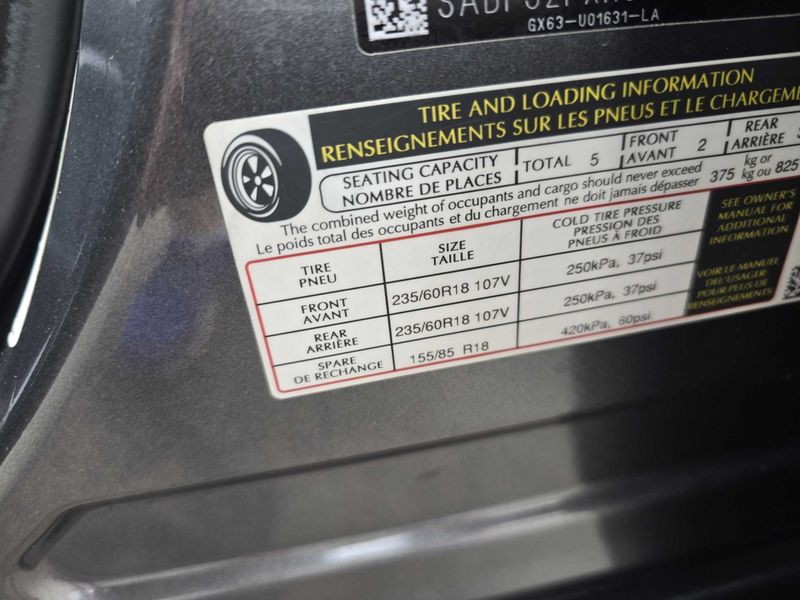 GX63-U01631-LA
TIRE AND LOADING INFORMATION
RENSEIGNEMENTS SUR LES PNEUS ET LE CHARGEME
SEATING CAPACITY
NOMBRE DE PLACES
TOTAL 5
FRONT
AVANT 2
REAR
ARRIÈRE
The combined weight of occupants and cargo should never exceed 375 kg or
Le poids total des occupants et du chargement ne doit jamais dépasser kg ou 825
TIRE
PNEU
SIZE
TAILLE
COLD TIRE PRESSURE
PRESSION DES
PNEUS À FROID
FRONT
AVANT
235/60R18 107V
250kPa, 37psi
REAR
ARRIÈRE
235/60R18 107V
250kPa, 37psi
SPARE
DE RECHANGE
155/85 R18
420kPa, 60psi
SEE OWNER'S
MANUAL FOR
ADDITIONAL
INFORMATION
VOIR LE MANUEL
DE L'USAGER
POUR PLUS DE
RENSEIGNEMENTS